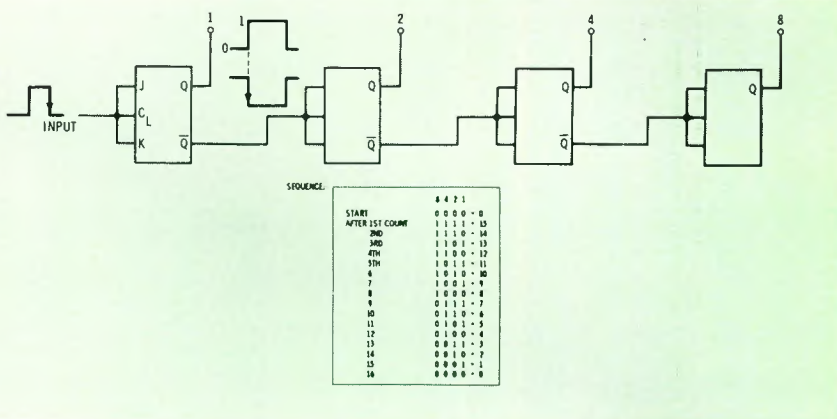 1 2 4 8
0 1
J Q
CL
K Q̅
INPUT
Q
Q̅
Q
Q̅
Q
SEQUENCE:
8 4 2 1
START 0 0 0 0 - 0
AFTER 1ST COUNT 1 1 1 1 - 15
2ND 1 1 1 0 - 14
3RD 1 1 0 1 - 13
4TH 1 1 0 0 - 12
5TH 1 0 1 1 - 11
6 1 0 1 0 - 10
7 1 0 0 1 - 9
8 1 0 0 0 - 8
9 0 1 1 1 - 7
10 0 1 1 0 - 6
11 0 1 0 1 - 5
12 0 1 0 0 - 4
13 0 0 1 1 - 3
14 0 0 1 0 - 2
15 0 0 0 1 - 1
16 0 0 0 0 - 0